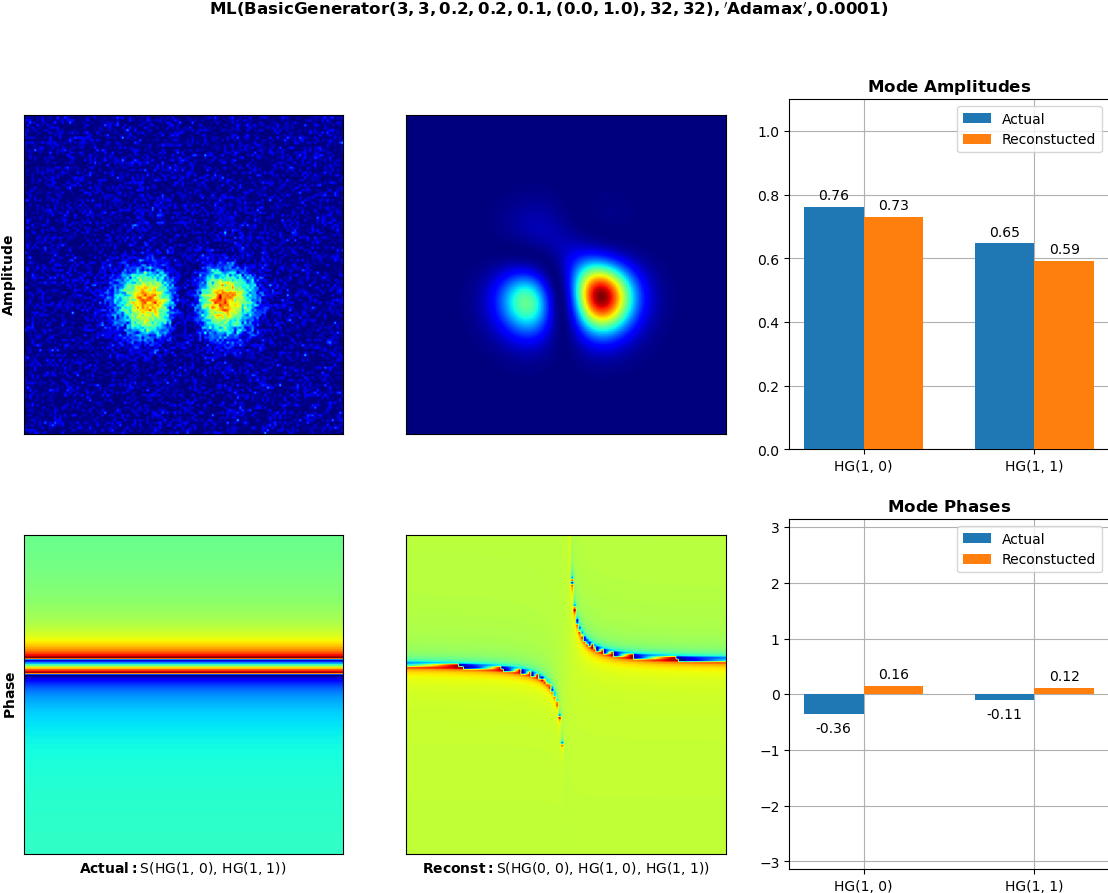 ML(BasicGenerator(3, 3, 0.2, 0.2, 0.1, (0.0, 1.0), 32, 32), 'Adamax', 0.0001)
Amplitude
Mode Amplitudes
Actual
Reconstucted
1.0
0.8
0.6
0.4
0.2
0.0
0.76
0.73
0.65
0.59
HG(1, 0)
HG(1, 1)
Phase
Actual: S(HG(1, 0), HG(1, 1))
Reconst: S(HG(0, 0), HG(1, 0), HG(1, 1))
Mode Phases
Actual
Reconstucted
3
2
1
0
−1
−2
−3
-0.36
0.16
-0.11
0.12
HG(1, 0)
HG(1, 1)